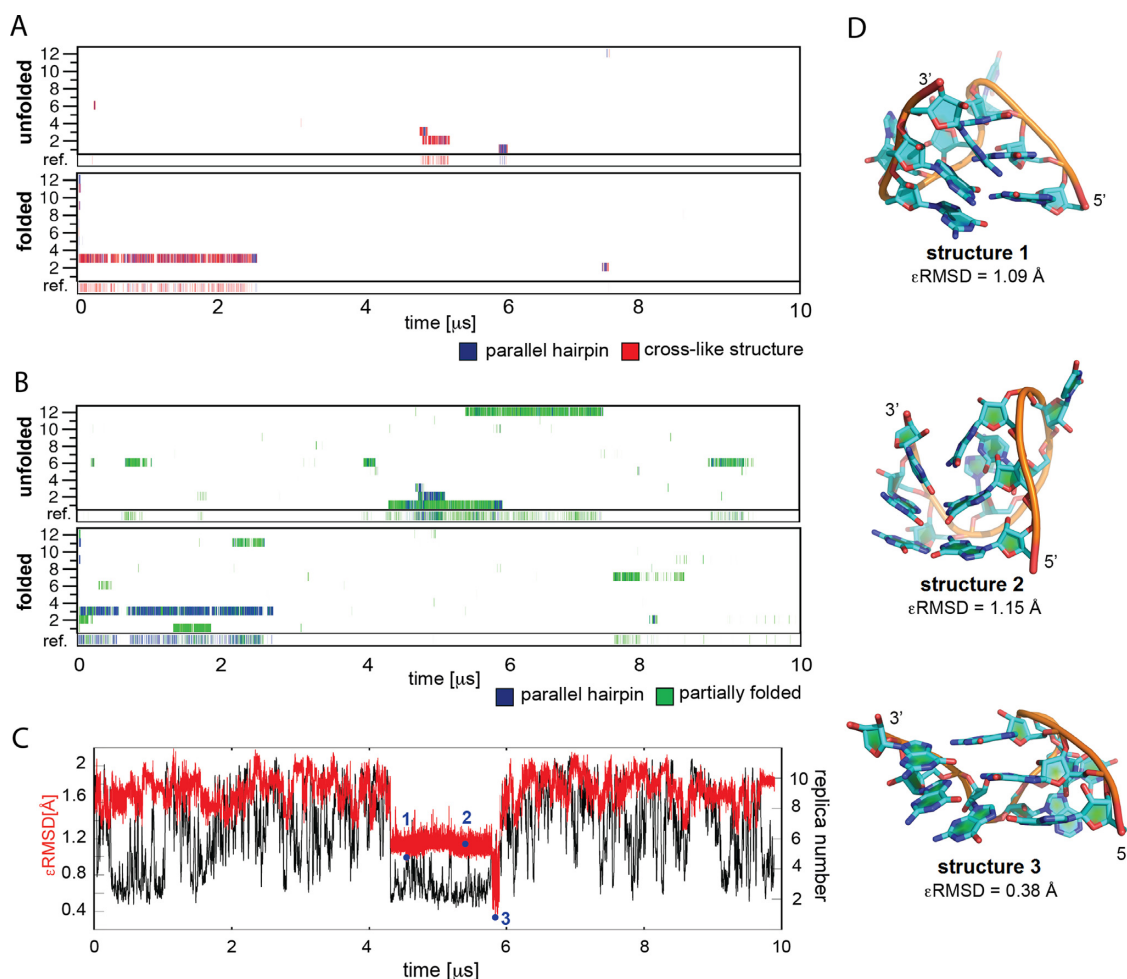 A
D
unfolded
12
10
8
6
4
2
ref.
folded
12
10
8
6
4
2
ref.
0
2
4
6
8
10
time [μs]
parallel hairpin
cross-like structure
3'
5'
structure 1
εRMSD = 1.09 Å
B
unfolded
12
10
8
6
4
2
ref.
folded
12
10
8
6
4
2
ref.
0
2
4
6
8
10
time [μs]
parallel hairpin
partially folded
3'
5'
structure 2
εRMSD = 1.15 Å
C
εRMSD[Å]
2
1.6
1.2
0.8
0.4
1
2
3
10
8
6
4
2
replica number
0
2
4
6
8
10
time [μs]
3'
5
structure 3
εRMSD = 0.38 Å